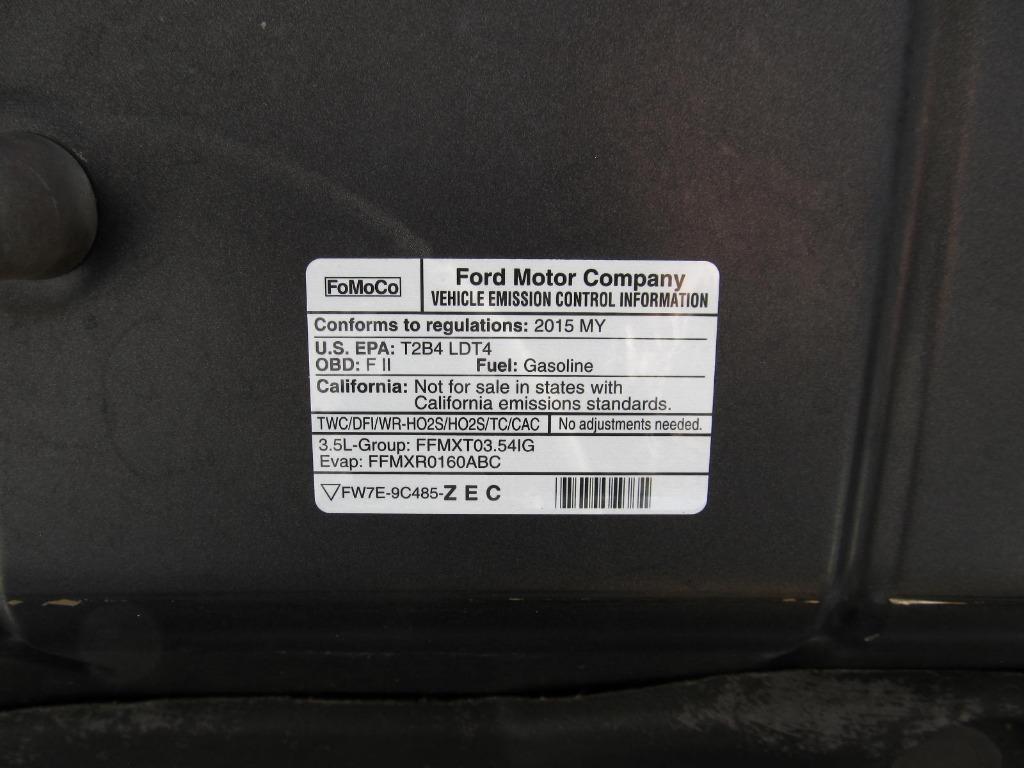 FoMoCo
Ford Motor Company
VEHICLE EMISSION CONTROL INFORMATION
Conforms to regulations: 2015 MY
U.S. EPA: T2B4 LDT4
OBD: F II Fuel: Gasoline
California: Not for sale in states with
California emissions standards.
TWC/DFI/WR-HO2S/HO2S/TC/CAC No adjustments needed.
3.5L-Group: FFMXT03.54IG
Evap: FFMXR0160ABC
FW7E-9C485-Z E C